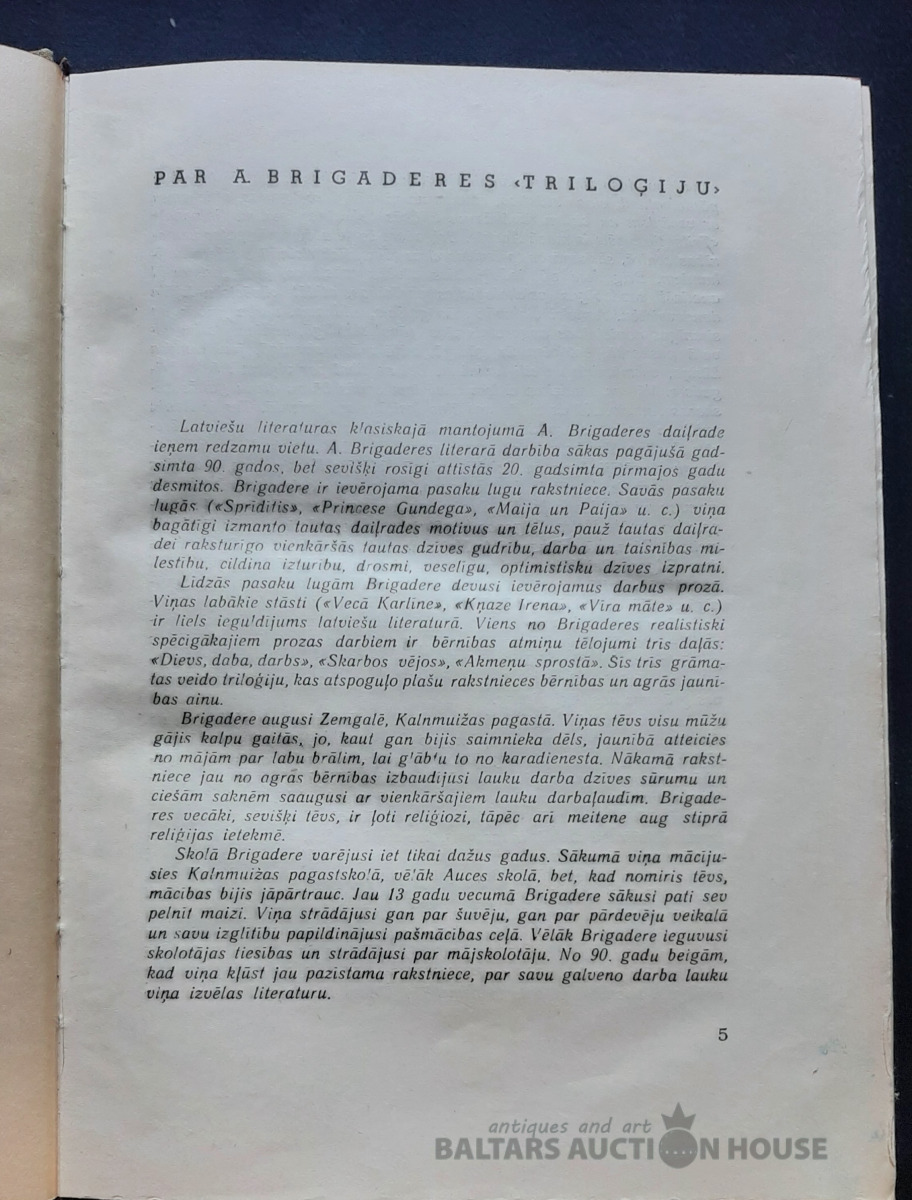 PAR A. BRIGADERES ‹TRILOĢIJU›
Latviešu literaturas klasiskajā mantojumā A. Brigaderes daiļrade
ieņem redzamu vietu. A. Brigaderes literarā darbība sākas pagājušā gad-
simta 90. gados, bet sevišķi rosīgi attīstās 20. gadsimta pirmajos gadu
desmitos. Brigadere ir ievērojama pasaku lugu rakstniece. Savās pasaku
lugās («Sprīdītis», «Princese Gundega», «Maija un Paija» u. c.) viņa
bagātīgi izmanto tautas daiļrades motivus un tēlus, pauž tautas daiļra-
dei raksturīgo vienkāršās tautas dzīves gudrību, darba un taisnības mī-
lestību, cildina izturību, drosmi, veselīgu, optimistisku dzīves izpratni.
Līdzās pasaku lugām Brigadere devusi ievērojamus darbus prozā.
Viņas labākie stāsti («Vecā Karlīne», «Kņaze Irena», «Vīra māte» u. c.)
ir liels ieguldījums latviešu literaturā. Viens no Brigaderes realistiski
spēcīgākajiem prozas darbiem ir bērnības atmiņu tēlojumi trīs daļās:
«Dievs, daba, darbs», «Skarbos vējos», «Akmeņu sprostā». Šīs trīs grāma-
tas veido triloģiju, kas atspoguļo plašu rakstnieces bērnības un agrās jaunī-
bas ainu.
Brigadere augusi Zemgalē, Kalnmuižas pagastā. Viņas tēvs visu mūžu
gājis kalpu gaitās, jo, kaut gan bijis saimnieka dēls, jaunībā atteicies
no mājām par labu brālim, lai glābtu to no karadienesta. Nākamā rakst-
niece jau no agrās bērnības izbaudījusi lauku darba dzīves sūrumu un
ciešām saknēm saaugusi ar vienkāršajiem lauku darbaļaudīm. Brigade-
res vecāki, sevišķi tēvs, ir ļoti reliģiozi, tāpēc arī meitene aug stiprā
reliģijas ietekmē.
Skolā Brigadere varējusi iet tikai dažus gadus. Sākumā viņa mācīju-
sies Kalnmuižas pagastskolā, vēlāk Auces skolā, bet, kad nomiris tēvs,
mācības bijis jāpārtrauc. Jau 13 gadu vecumā Brigadere sākusi pati sev
pelnīt maizi. Viņa strādājusi gan par šuvēju, gan par pārdevēju veikalā
un savu izglītību papildinājusi pašmācības ceļā. Vēlāk Brigadere ieguvusi
skolotājas tiesības un strādājusi par mājskolotāju. No 90. gadu beigām,
kad viņa kļūst jau pazīstama rakstniece, par savu galveno darba lauku
viņa izvēlas literaturu.
5
antiques and art
BALTARS AUCTION HOUSE